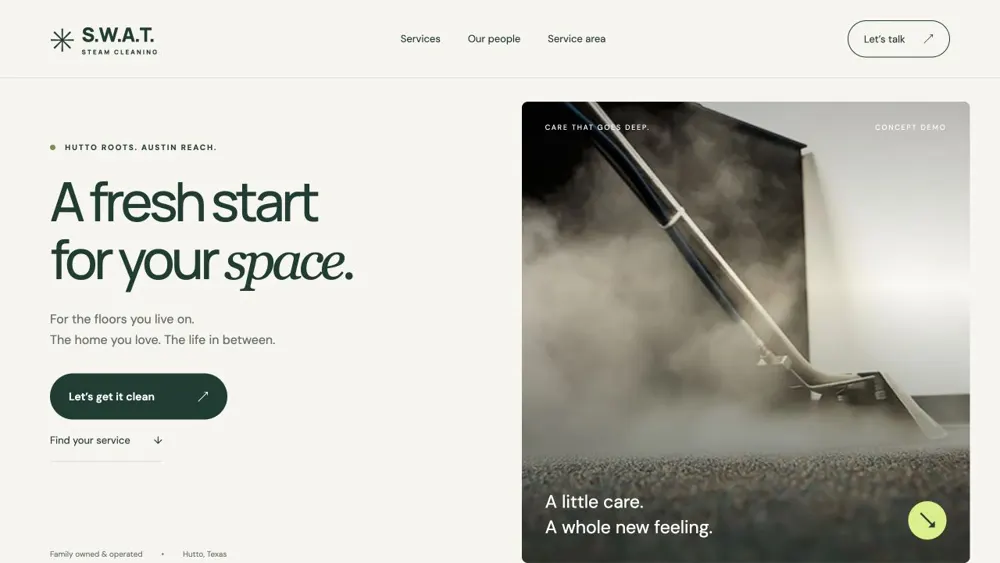 S.W.A.T.
STEAM CLEANING
Services
Our people
Service area
Let's talk
HUTTO ROOTS. AUSTIN REACH.
A fresh start
for your space.
For the floors you live on.
The home you love. The life in between.
Let's get it clean
Find your service
Family owned & operated • Hutto, Texas
CARE THAT GOES DEEP.
CONCEPT DEMO
A little care.
A whole new feeling.